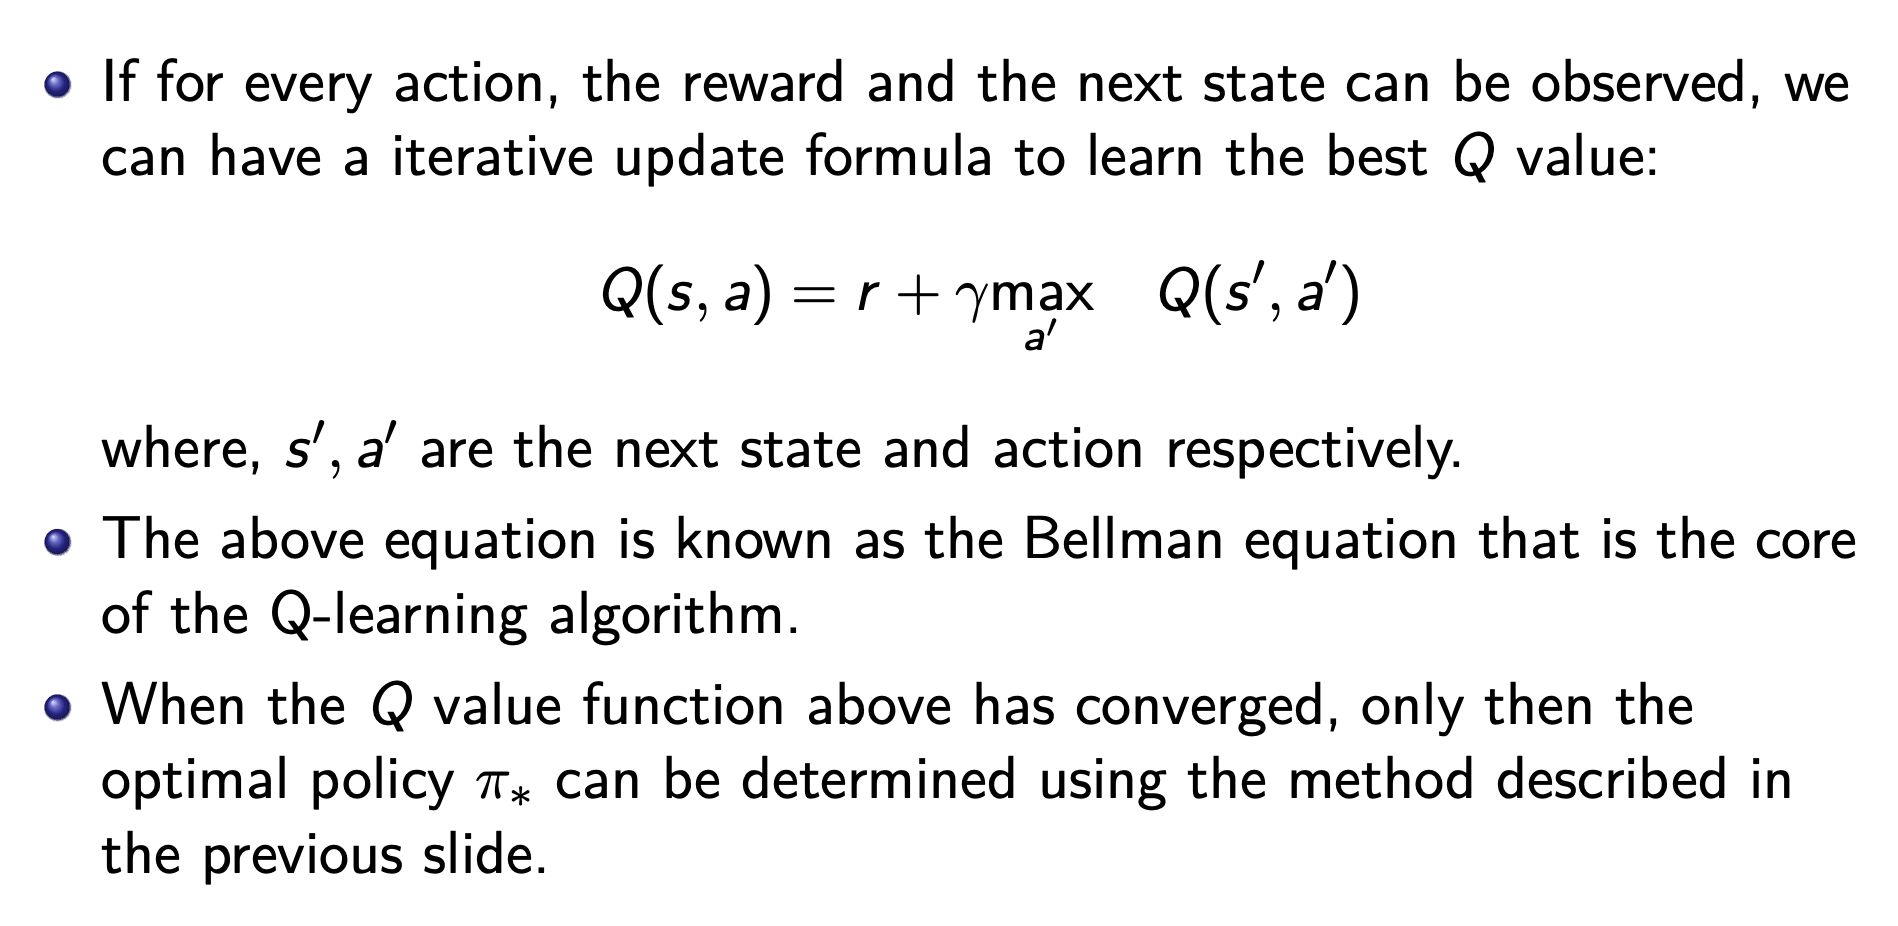 If for every action, the reward and the next state can be observed, we
can have a iterative update formula to learn the best Q value:
Q(s, a) = r + γ max_{a′} Q(s′, a′)
where, s′, a′ are the next state and action respectively.
The above equation is known as the Bellman equation that is the core
of the Q-learning algorithm.
When the Q value function above has converged, only then the
optimal policy π∗ can be determined using the method described in
the previous slide.